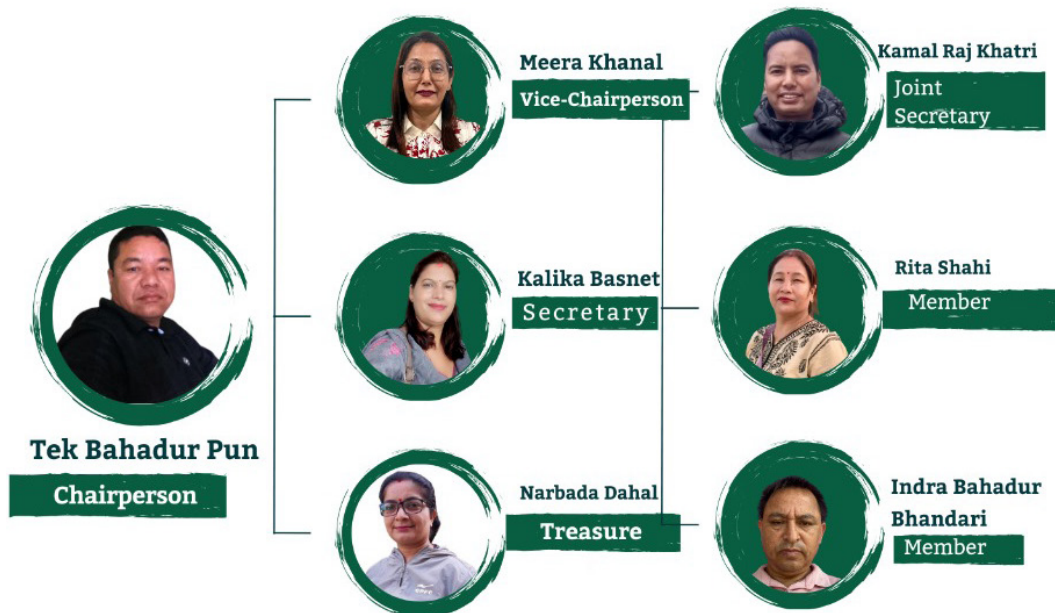 Tek Bahadur Pun
Chairperson
Meera Khanal
Vice-Chairperson
Kalika Basnet
Secretary
Narbada Dahal
Treasure
Kamal Raj Khatri
Joint
Secretary
Rita Shahi
Member
Indra Bahadur
Bhandari
Member